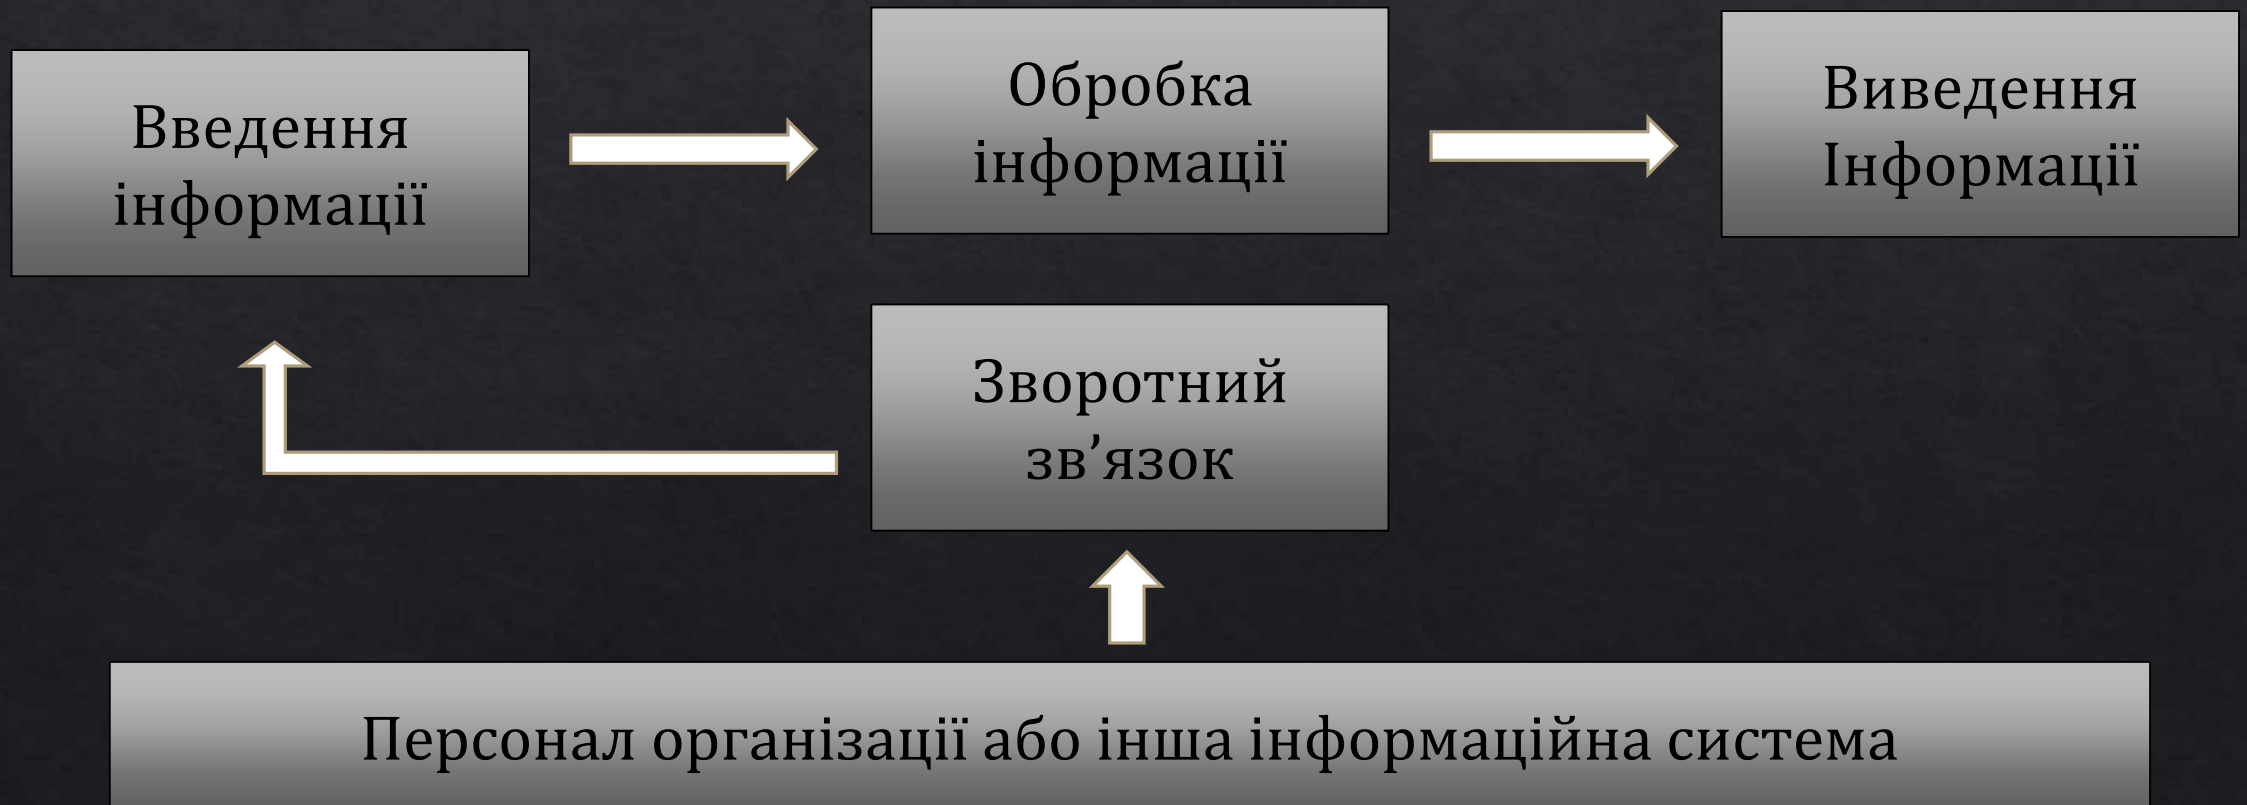 Введення
інформації
Обробка
інформації
Виведення
Інформації
Зворотний
зв’язок
Персонал організації або інша інформаційна система